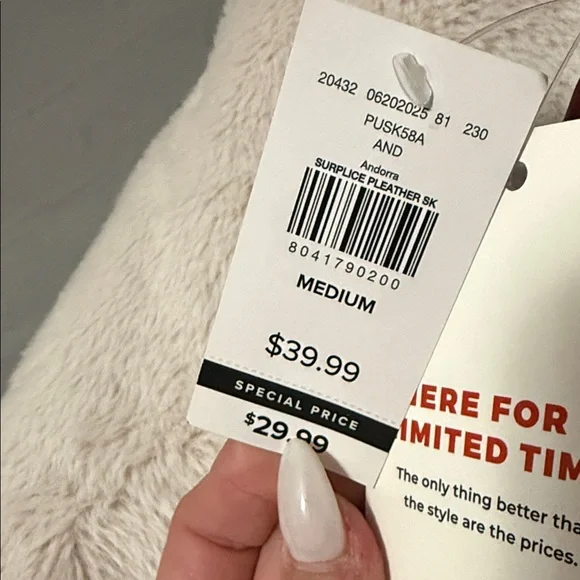 20432 06202025 81 230
PUSK58A
AND
Andorra
SURPLICE PLEATHER SK
8041790200
MEDIUM
$39.99
SPECIAL PRICE
$29.99
HERE FOR
IMITED TIM
The only thing better tha
the style are the prices.